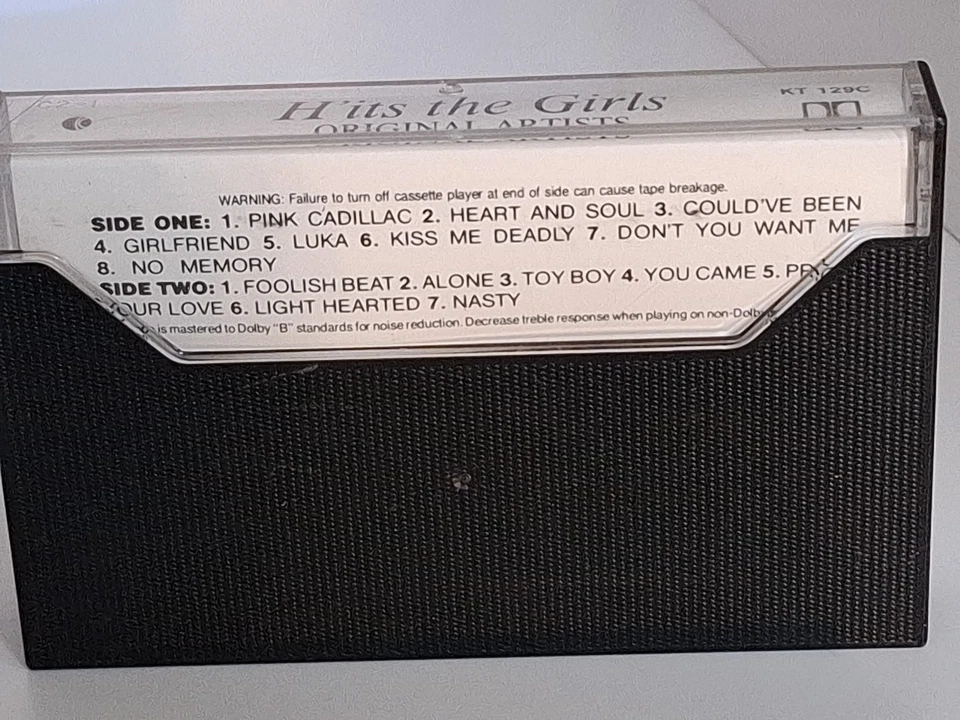 H'its the Girls
KT 129C
ORIGINAL ARTISTS
WARNING: Failure to turn off cassette player at end of side can cause tape breakage.
SIDE ONE: 1. PINK CADILLAC 2. HEART AND SOUL 3. COULD'VE BEEN
4. GIRLFRIEND 5. LUKA 6. KISS ME DEADLY 7. DON'T YOU WANT ME
8. NO MEMORY
SIDE TWO: 1. FOOLISH BEAT 2. ALONE 3. TOY BOY 4. YOU CAME 5.
YOUR LOVE 6. LIGHT HEARTED 7. NASTY
is mastered to Dolby "B" standards for noise reduction. Decrease treble response when playing on non-Dolby